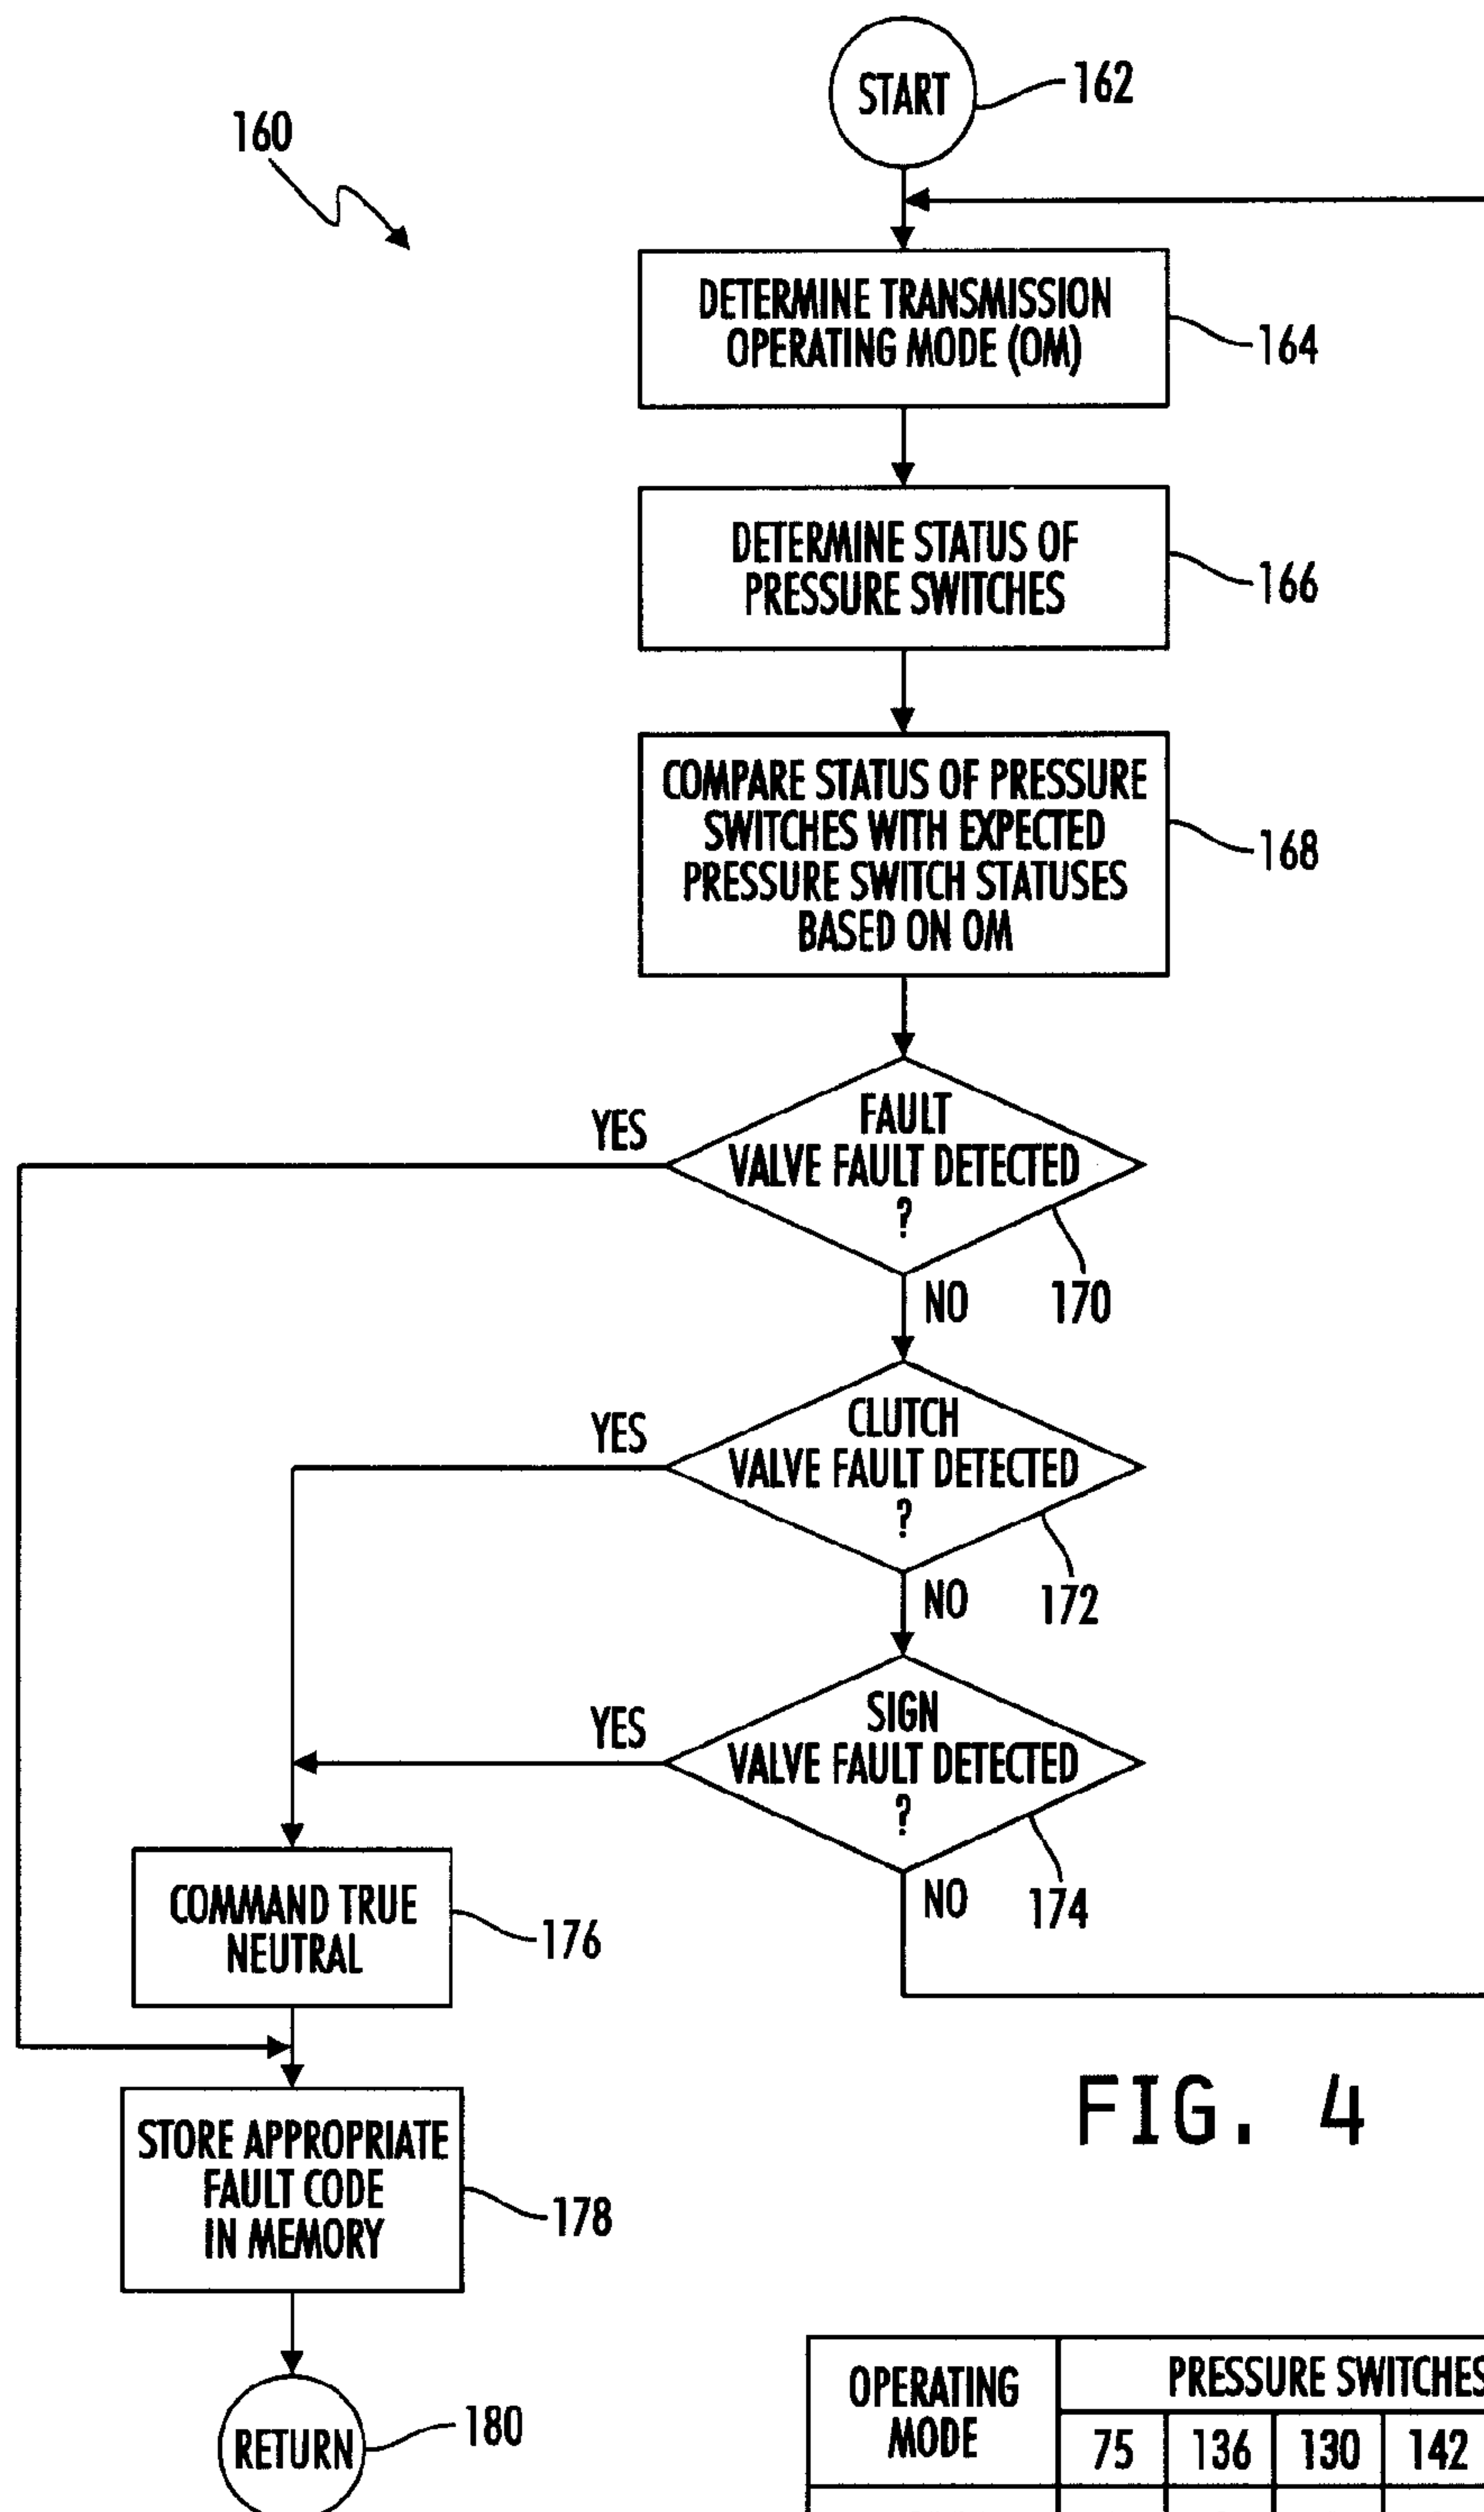 START
162
160
DETERMINE TRANSMISSION
OPERATING MODE (OM)
164
DETERMINE STATUS OF
PRESSURE SWITCHES
166
COMPARE STATUS OF PRESSURE
SWITCHES WITH EXPECTED
PRESSURE SWITCH STATUSES
BASED ON OM
168
YES
FAULT
VALVE FAULT DETECTED
?
NO
170
YES
CLUTCH
VALVE FAULT DETECTED
?
NO
172
YES
SIGN
VALVE FAULT DETECTED
?
NO
174
COMMAND TRUE
NEUTRAL
176
FIG. 4
STORE APPROPRIATE
FAULT CODE
IN MEMORY
178
RETURN
180
OPERATING
MODE
PRESSURE SWITCHES
75
136
130
142